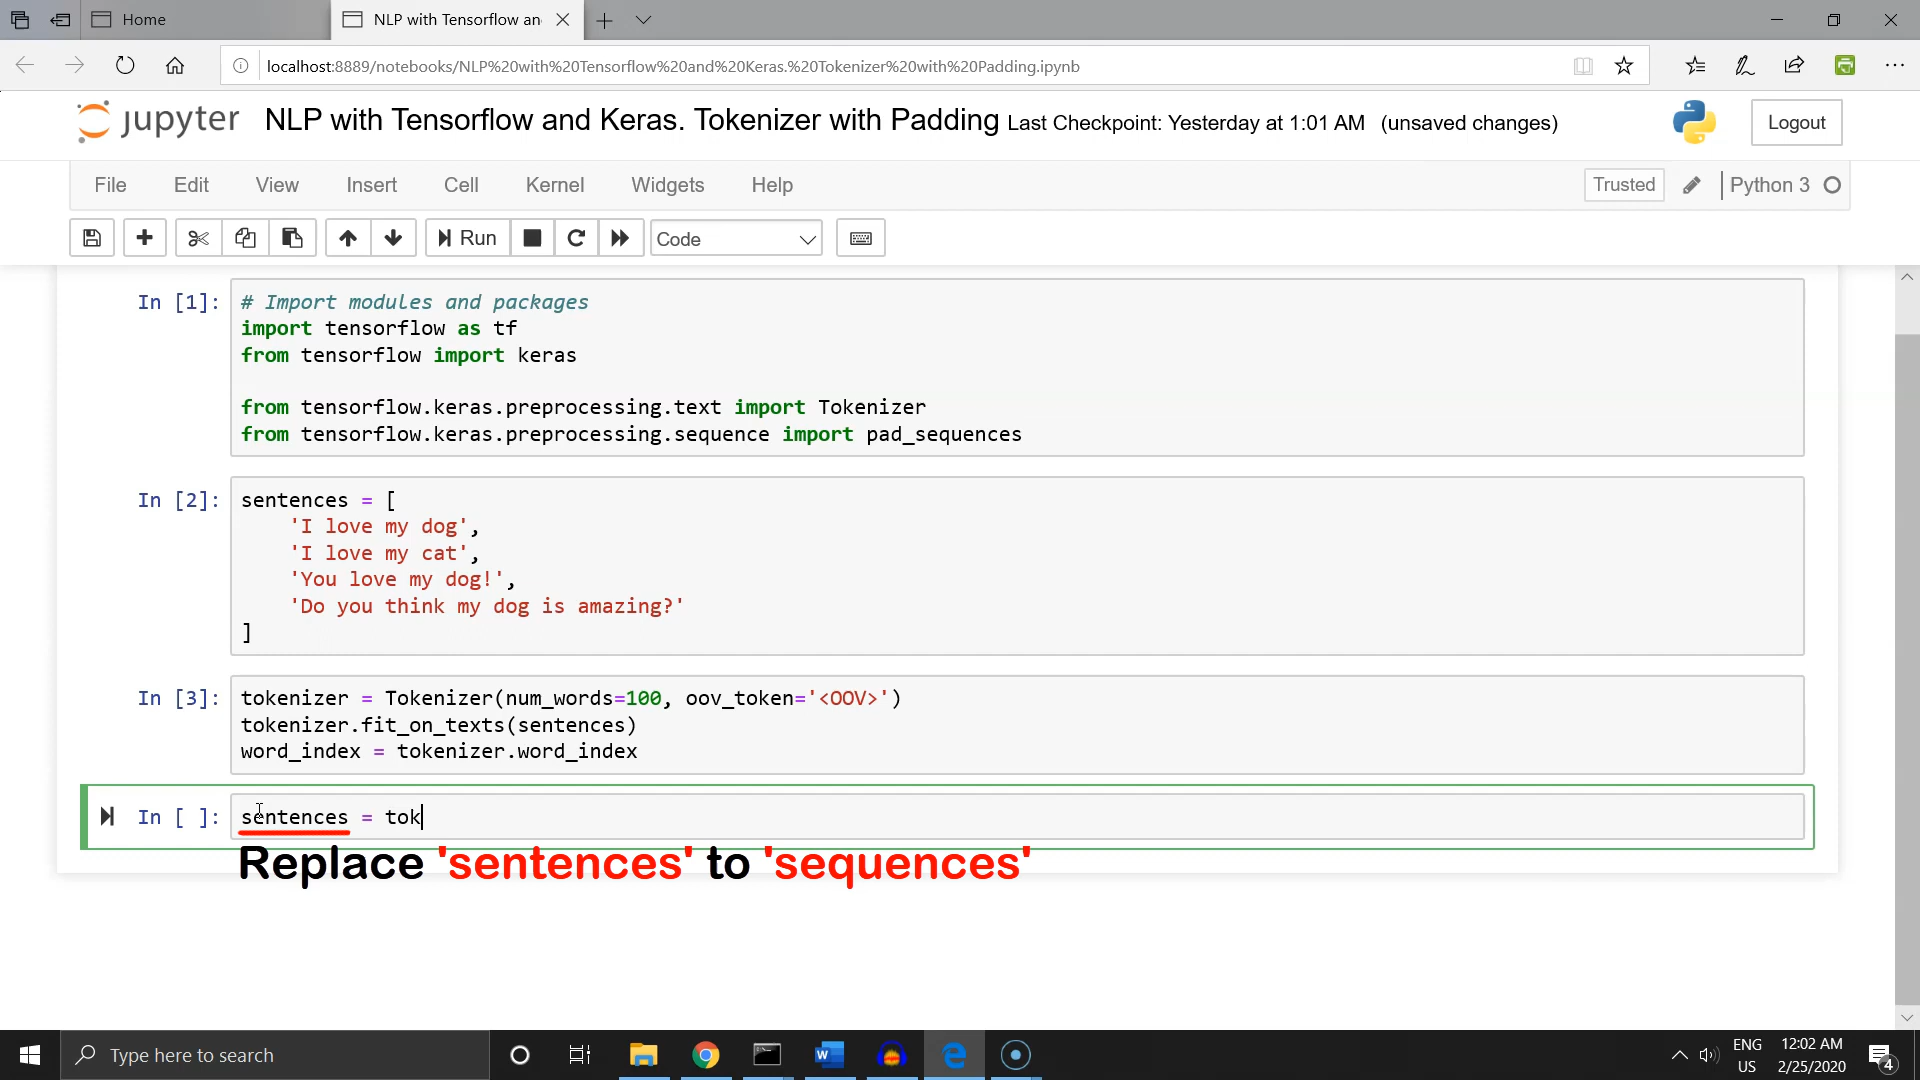 Home
NLP with Tensorflow an
localhost:8889/notebooks/NLP%20with%20Tensorflow%20and%20Keras.%20Tokenizer%20with%20Padding.ipynb
jupyter NLP with Tensorflow and Keras. Tokenizer with Padding Last Checkpoint: Yesterday at 1:01 AM (unsaved changes)
Logout
File Edit View Insert Cell Kernel Widgets Help
Trusted Python 3
Run Code
In [1]: # Import modules and packages
import tensorflow as tf
from tensorflow import keras
from tensorflow.keras.preprocessing.text import Tokenizer
from tensorflow.keras.preprocessing.sequence import pad_sequences
In [2]: sentences = [
'I love my dog',
'I love my cat',
'You love my dog!',
'Do you think my dog is amazing?'
]
In [3]: tokenizer = Tokenizer(num_words=100, oov_token='<OOV>')
tokenizer.fit_on_texts(sentences)
word_index = tokenizer.word_index
In [ ]: sentences = tok
Replace 'sentences' to 'sequences'
Type here to search
ENG
US
12:02 AM
2/25/2020
4